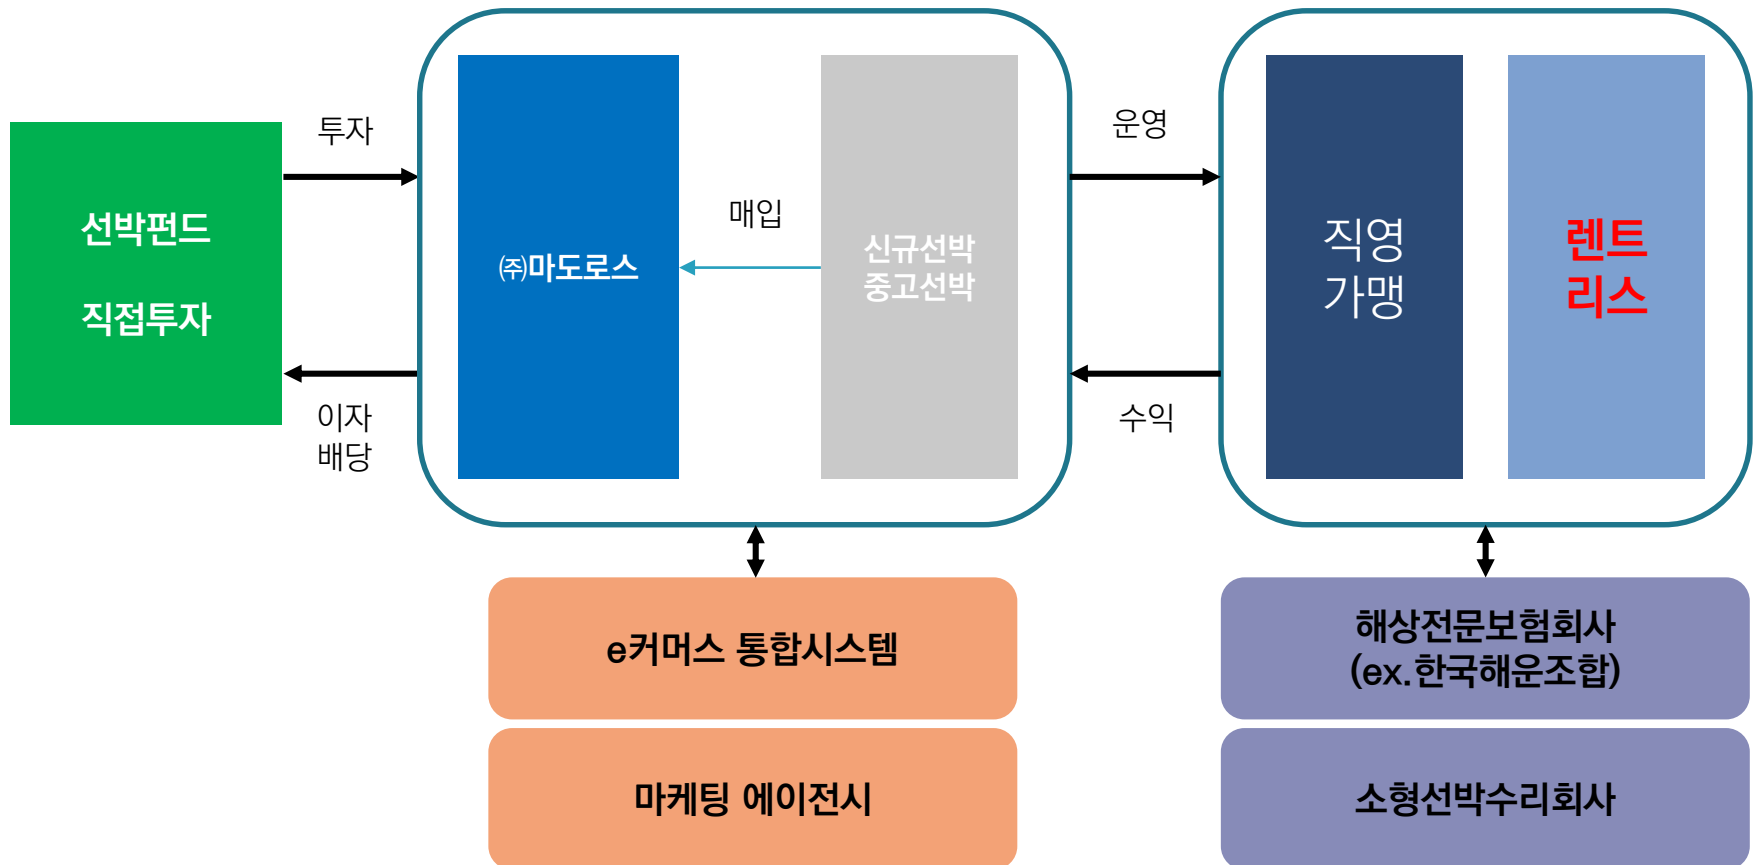 선박펀드
직접투자
투자
이자
배당
㈜마도로스
매입
신규선박
중고선박
운영
수익
직영
가맹
렌트
리스
e커머스 통합시스템
마케팅 에이전시
해상전문보험회사
(ex.한국해운조합)
소형선박수리회사